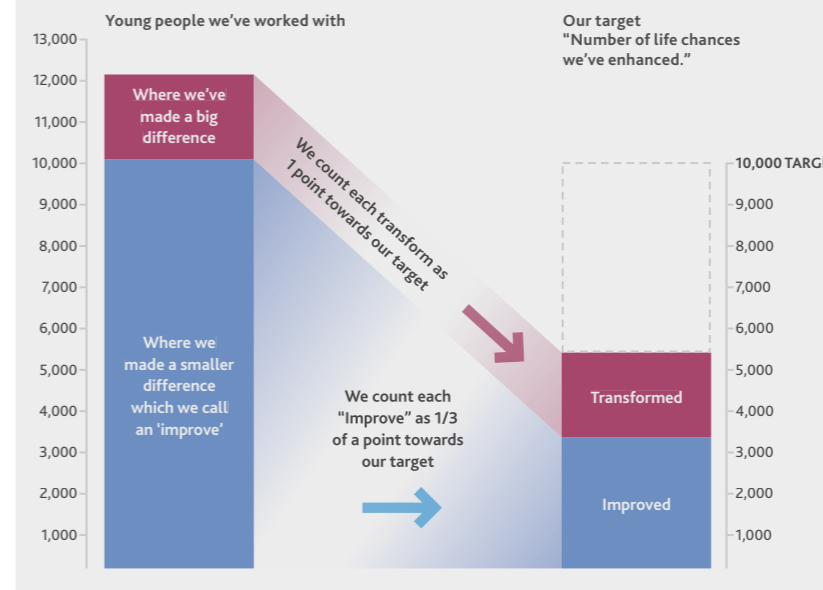 Young people we've worked with
13,000
12,000
11,000
10,000
9,000
8,000
7,000
6,000
5,000
4,000
3,000
2,000
1,000
Where we've
made a big
difference
Where we
made a smaller
difference
which we call
an 'improve'
We count each transform as
1 point towards our target
We count each
“Improve” as 1/3
of a point towards
our target
Our target
“Number of life chances
we've enhanced.”
Transformed
Improved
10,000 TARG
9,000
8,000
7,000
6,000
5,000
4,000
3,000
2,000
1,000